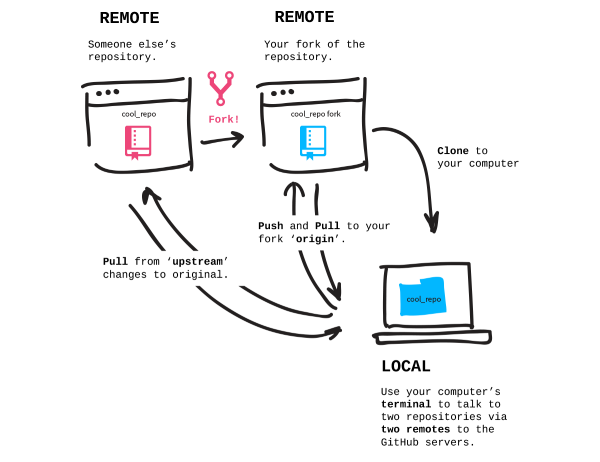 REMOTE
Someone else’s
repository.
cool_repo
Fork!
REMOTE
Your fork of the
repository.
cool_repo fork
Clone to
your computer
Push and Pull to your
fork ‘origin’.
Pull from ‘upstream’
changes to original.
cool_repo
LOCAL
Use your computer’s
terminal to talk to
two repositories via
two remotes to the
GitHub servers.